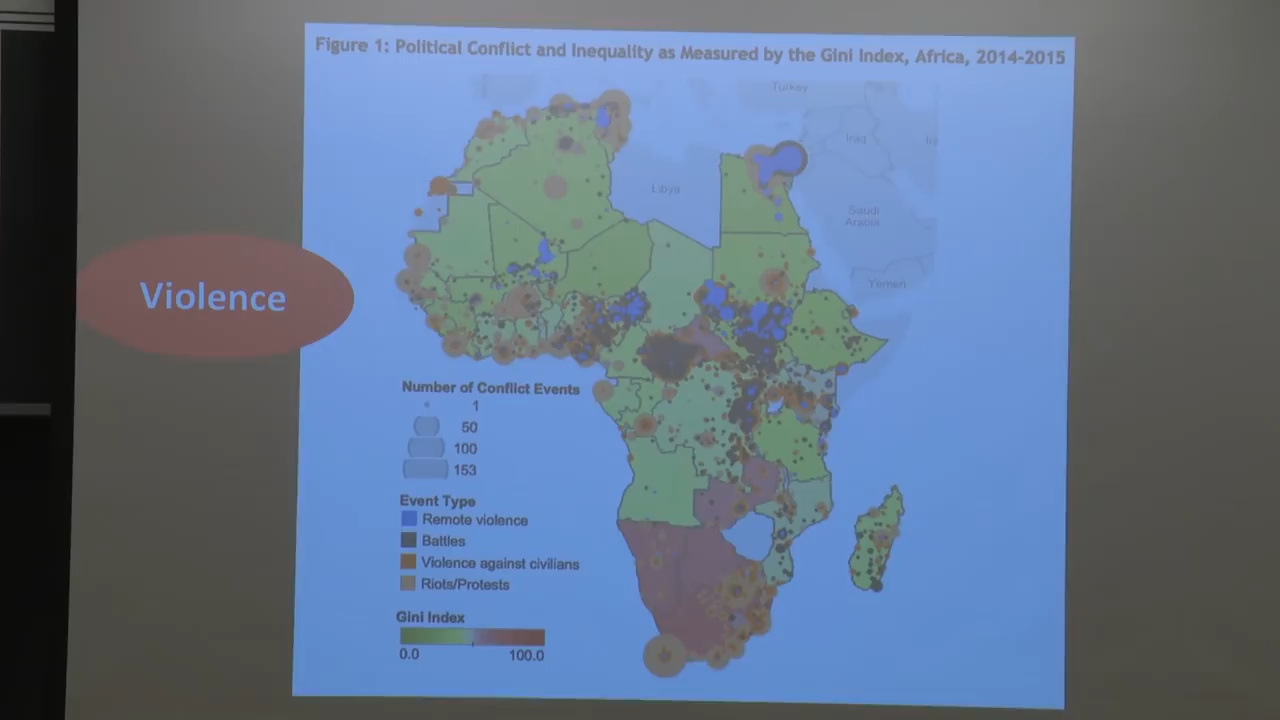 Figure 1: Political Conflict and Inequality as Measured by the Gini Index, Africa, 2014-2015
Turkey
Iraq
Libya
Saudi
Arabia
Yemen
Violence
Number of Conflict Events
1
50
100
153
Event Type
Remote violence
Battles
Violence against civilians
Riots/Protests
Gini Index
0.0
100.0